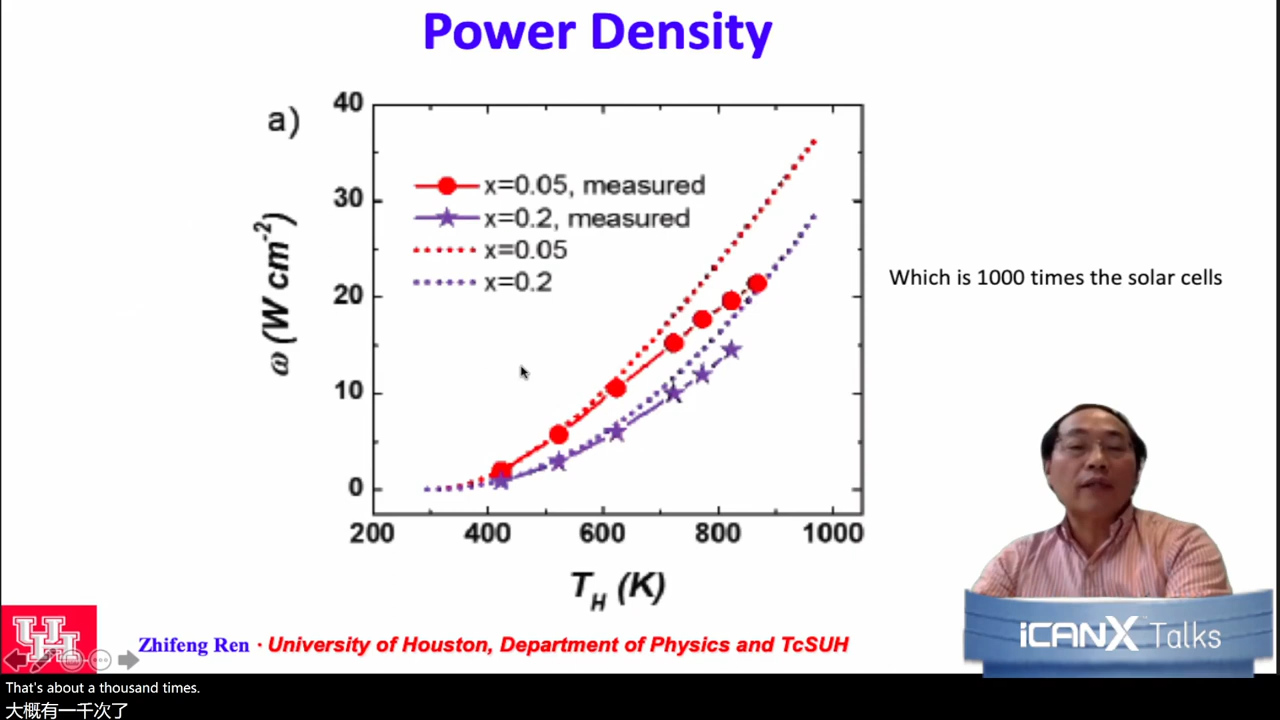 Power Density
a)
40
30
20
10
0
ω (W cm⁻²)
x=0.05, measured
x=0.2, measured
x=0.05
x=0.2
200 400 600 800 1000
T_H (K)
Which is 1000 times the solar cells
UH
iCANX Talks
Zhifeng Ren · University of Houston, Department of Physics and TcSUH
That's about a thousand times.
大概有一千次了